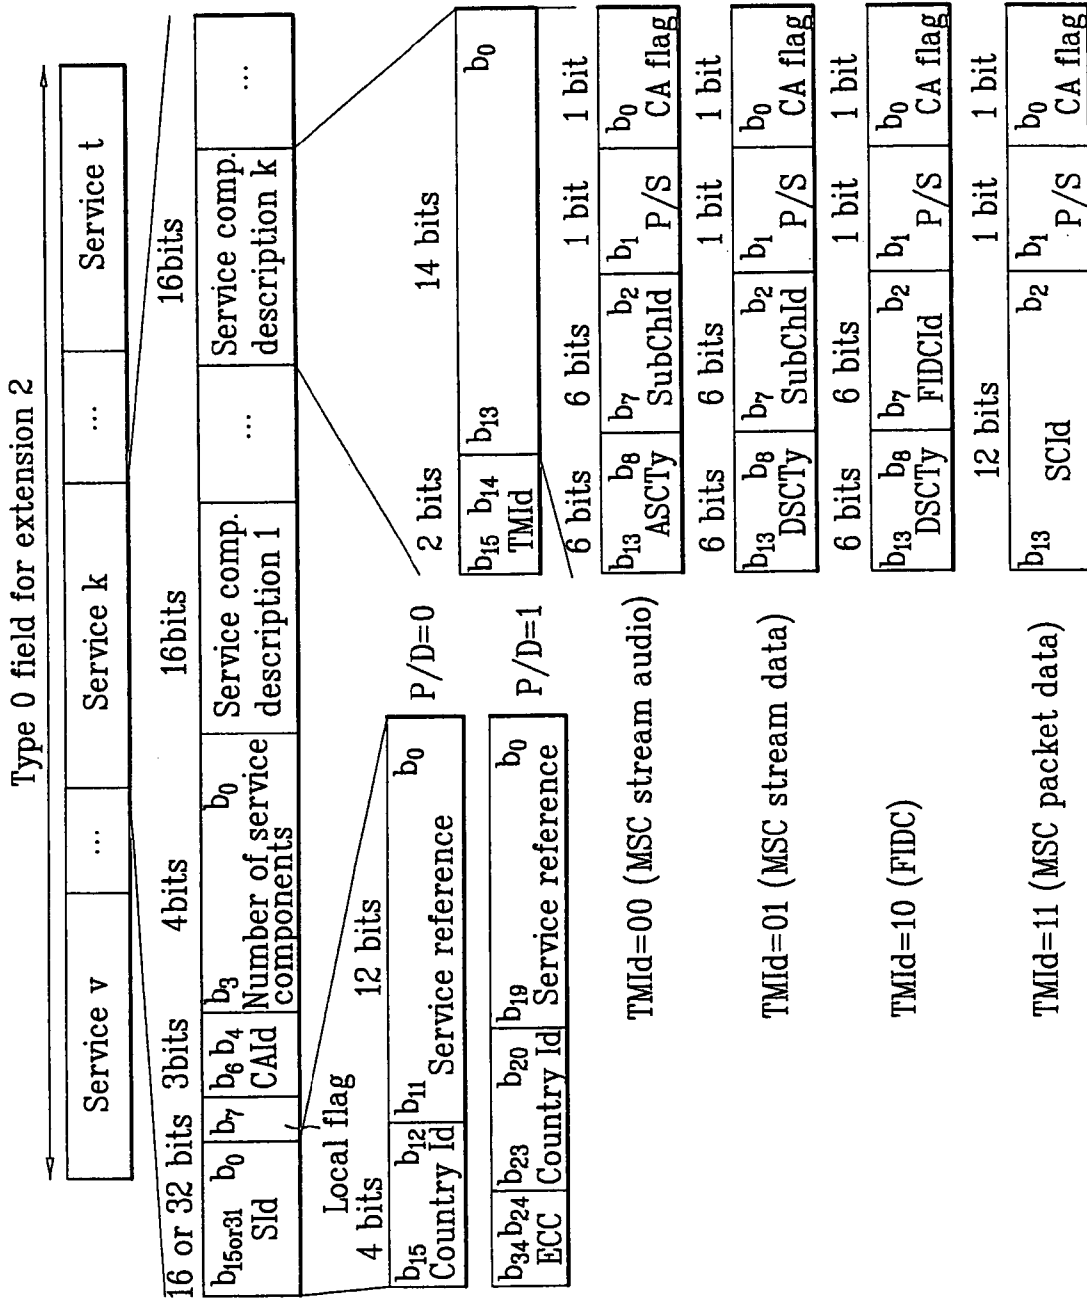 Type 0 field for extension 2
Service v
...
Service k
...
Service t
16 or 32 bits
3bits
4bits
16bits
16bits
b15or31 b0
SId
b7
b6 b4
CAId
b3 b0
Number of service
components
Service comp.
description 1
...
Service comp.
description k
...
Local flag
4 bits
12 bits
b15 b12
Country Id
b11 b0
Service reference
P/D=0
b34 b24
ECC
b23 b20
Country Id
b19 b0
Service reference
P/D=1
2 bits
14 bits
b15 b14
TMId
b13 b0
TMId=00 (MSC stream audio)
6 bits
6 bits
1 bit
1 bit
b13 b8
ASCTy
b7 b2
SubChId
b1
P/S
b0
CA flag
TMId=01 (MSC stream data)
6 bits
6 bits
1 bit
1 bit
b13 b8
DSCTy
b7 b2
SubChId
b1
P/S
b0
CA flag
TMId=10 (FIDC)
6 bits
6 bits
1 bit
1 bit
b13 b8
DSCTy
b7 b2
FIDCId
b1
P/S
b0
CA flag
TMId=11 (MSC packet data)
12 bits
1 bit
1 bit
b13 b2
SCId
b1
P/S
b0
CA flag